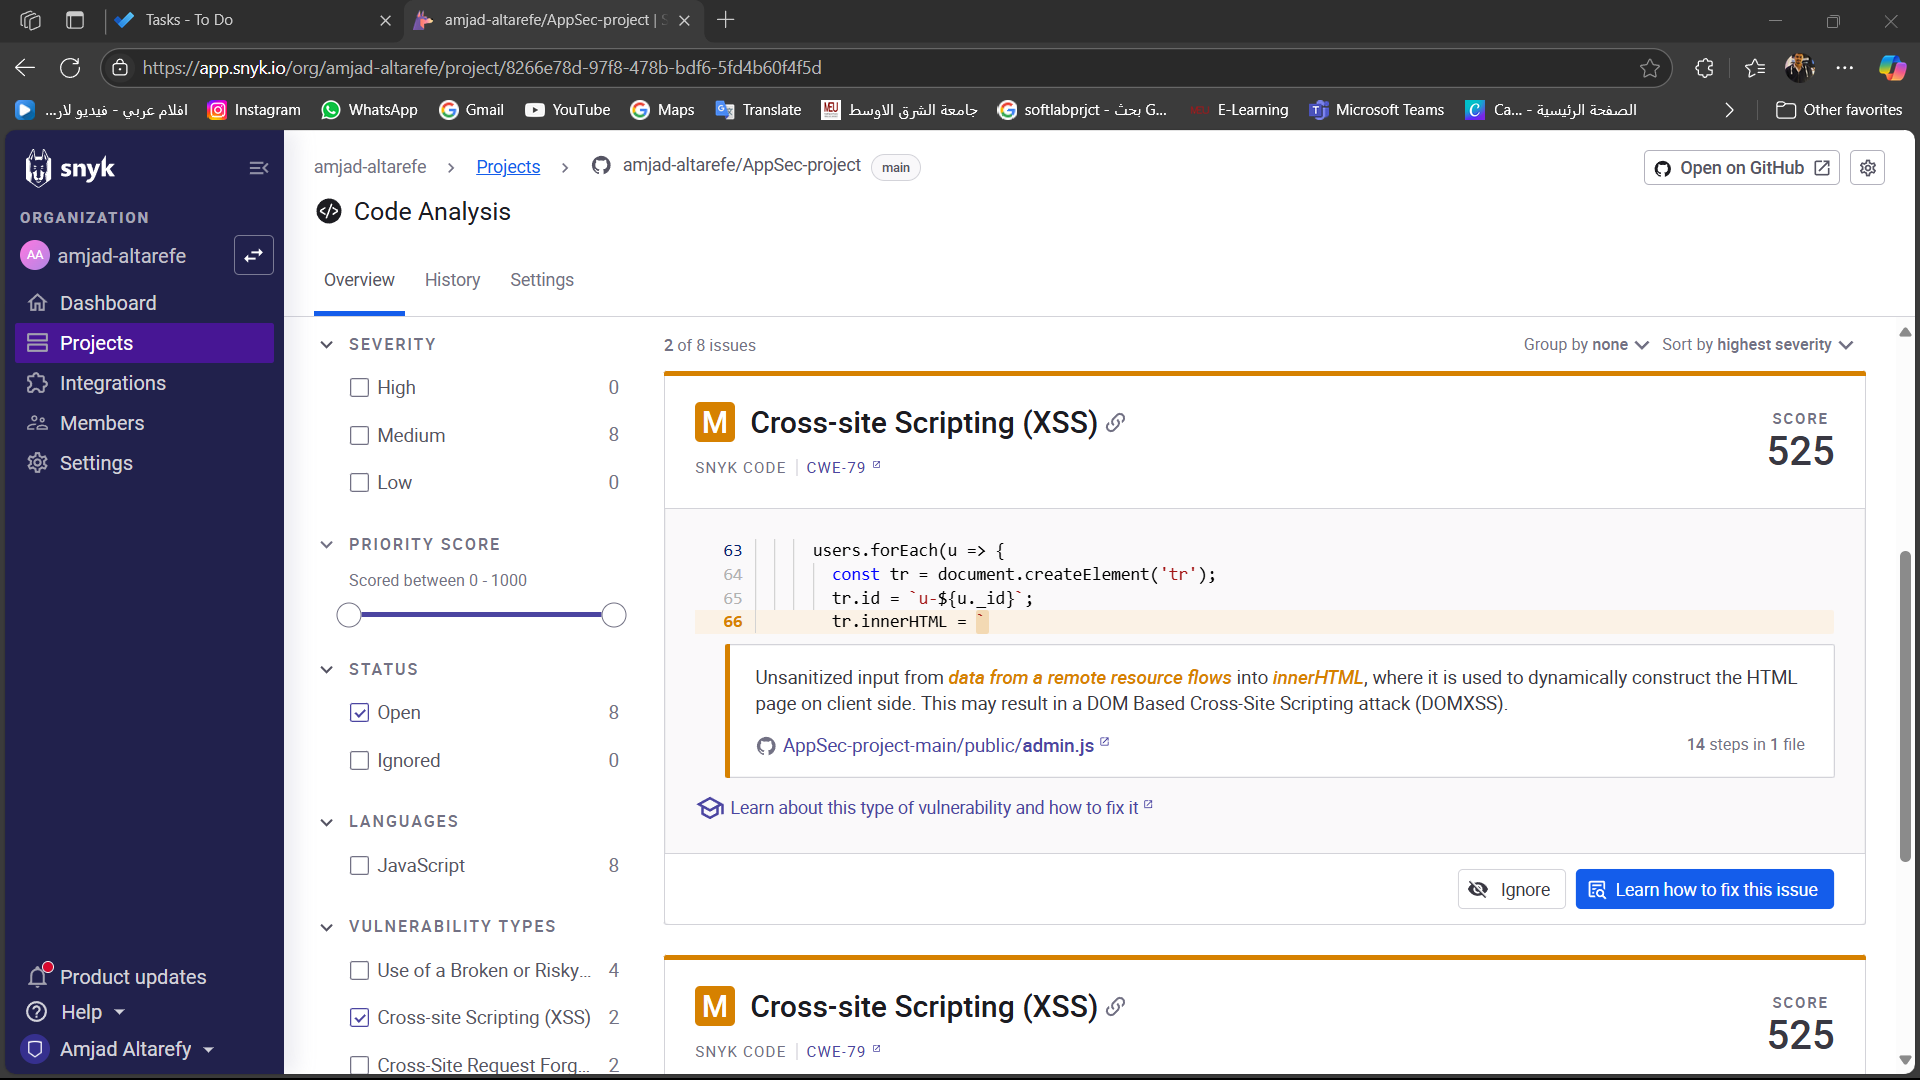 Tasks - To Do
amjad-altarefe/AppSec-project |
https://app.snyk.io/org/amjad-altarefe/project/8266e78d-97f8-478b-bdf6-5fd4b60f4f5d
افلام عربي - فيديو لار...
Instagram
WhatsApp
Gmail
YouTube
Maps
Translate
جامعة الشرق الاوسط
softlabprjct - بحث G...
E-Learning
Microsoft Teams
الصفحة الرئيسية - ...Ca
Other favorites
snyk
ORGANIZATION
AA amjad-altarefe
Dashboard
Projects
Integrations
Members
Settings
Product updates
Help
Amjad Altarefy
amjad-altarefe > Projects > amjad-altarefe/AppSec-project main
Open on GitHub
Code Analysis
Overview History Settings
SEVERITY
High 0
Medium 8
Low 0
PRIORITY SCORE
Scored between 0 - 1000
STATUS
Open 8
Ignored 0
LANGUAGES
JavaScript 8
VULNERABILITY TYPES
Use of a Broken or Risky... 4
Cross-site Scripting (XSS) 2
Cross-Site Request Forg... 2
2 of 8 issues
Group by none Sort by highest severity
M Cross-site Scripting (XSS)
SCORE
525
SNYK CODE | CWE-79
63 users.forEach(u => {
64 const tr = document.createElement('tr');
65 tr.id = `u-${u._id}`;
66 tr.innerHTML = `
Unsanitized input from data from a remote resource flows into innerHTML, where it is used to dynamically construct the HTML
page on client side. This may result in a DOM Based Cross-Site Scripting attack (DOMXSS).
AppSec-project-main/public/admin.js
14 steps in 1 file
Learn about this type of vulnerability and how to fix it
Ignore
Learn how to fix this issue
M Cross-site Scripting (XSS)
SCORE
525
SNYK CODE | CWE-79